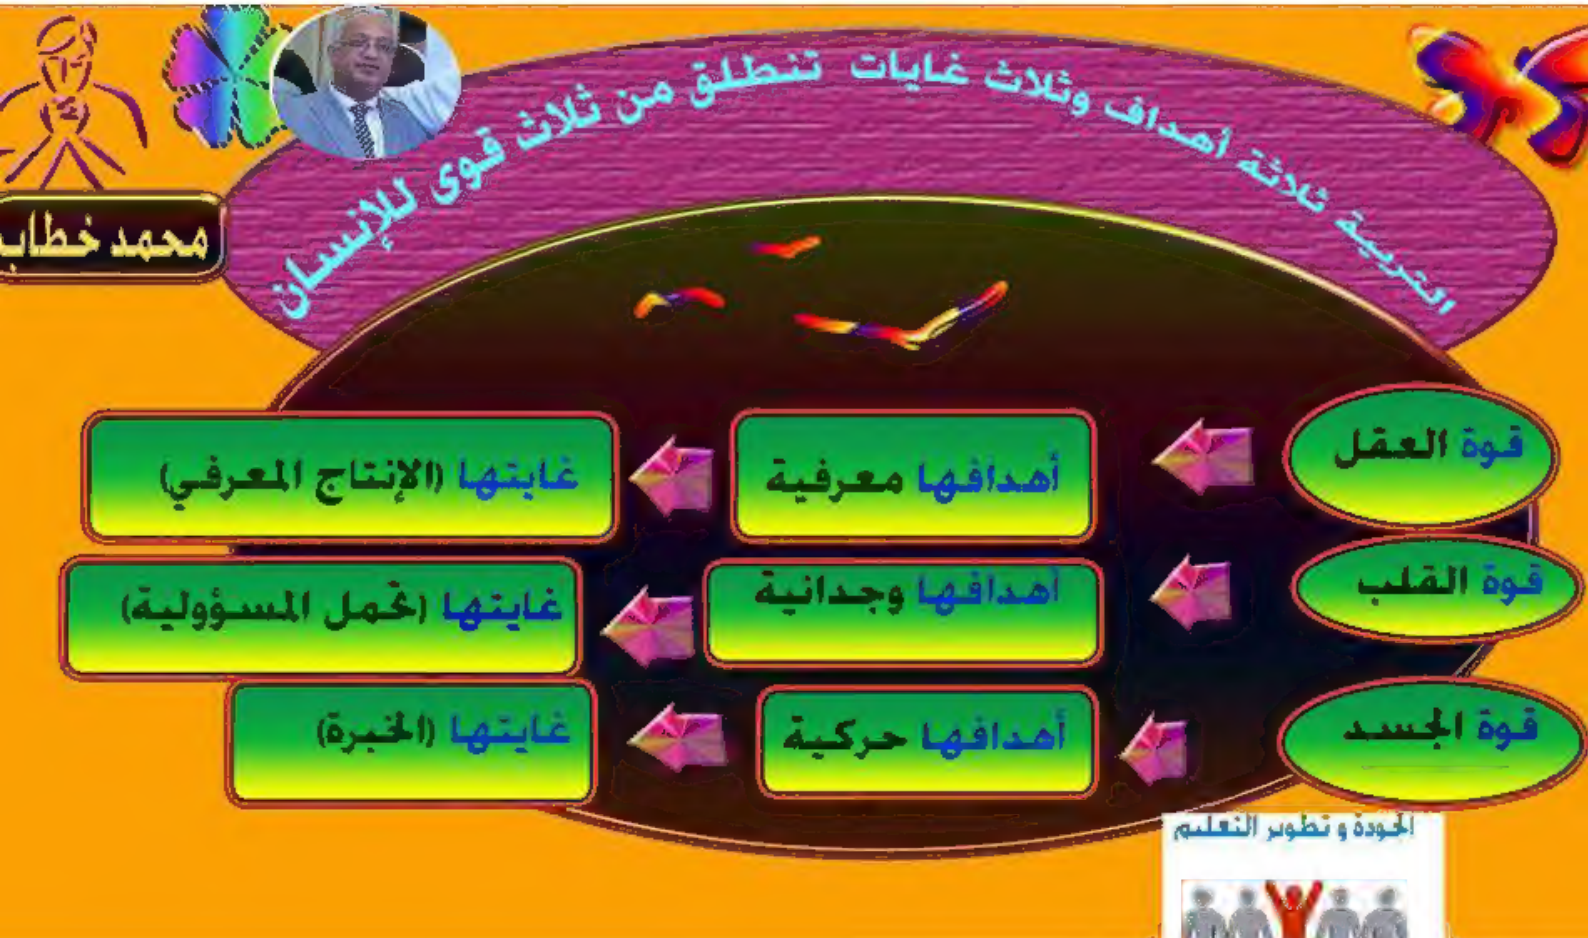 التربية ثلاثة أهداف وثلاث غايات تنطلق من ثلاث قوى للإنسان
محمد خطاب
قوة العقل
أهدافها معرفية
غايتها (الإنتاج المعرفي)
قوة القلب
أهدافها وجدانية
غايتها (تحمل المسؤولية)
قوة الجسد
أهدافها حركية
غايتها (الخبرة)
الجودة و تطوير التعليم